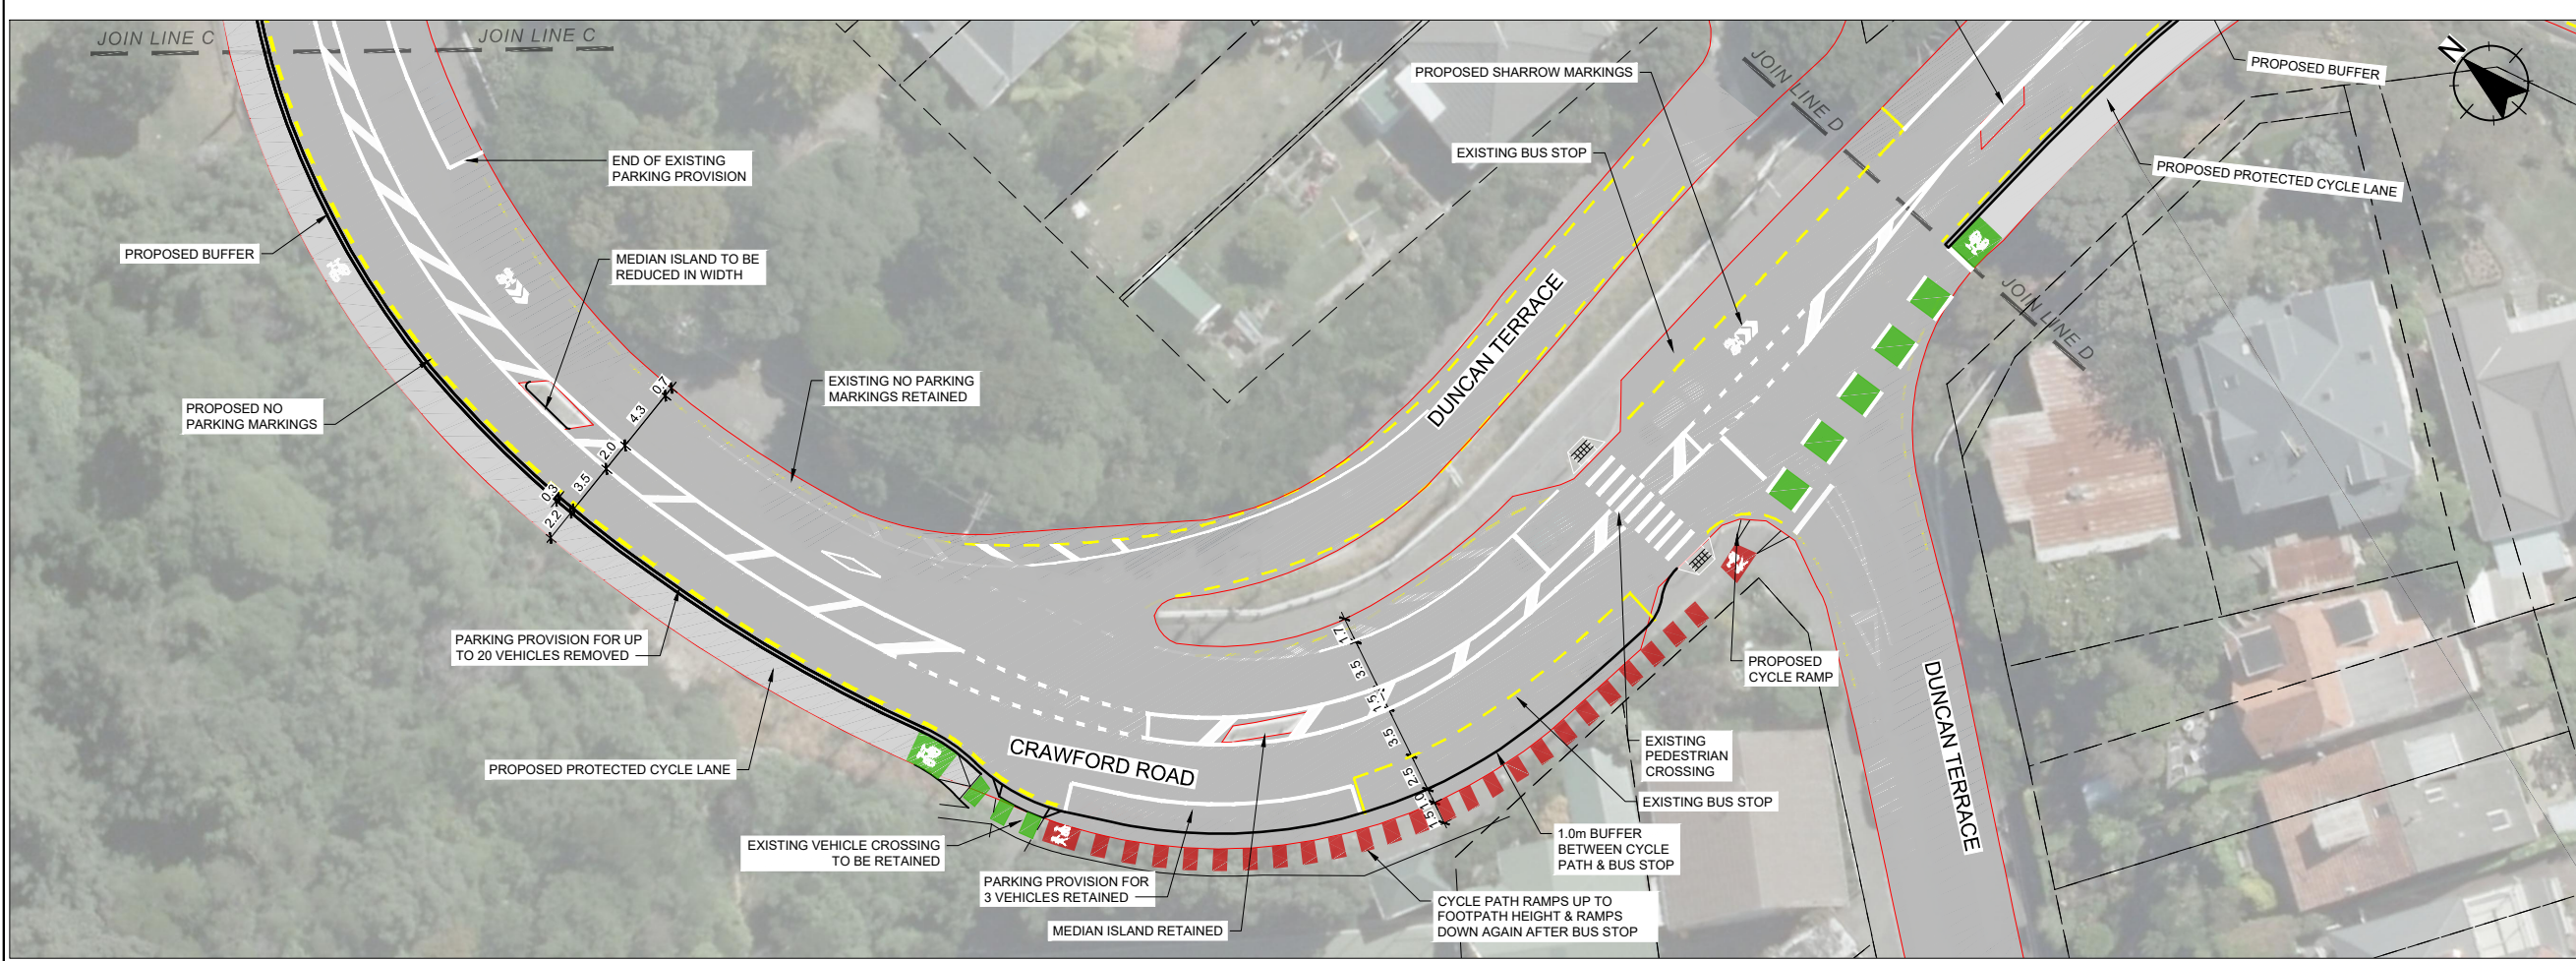 JOIN LINE C
JOIN LINE C
PROPOSED SHARROW MARKINGS
JOIN LINE D
PROPOSED BUFFER
N
EXISTING BUS STOP
END OF EXISTING
PARKING PROVISION
PROPOSED PROTECTED CYCLE LANE
PROPOSED BUFFER
MEDIAN ISLAND TO BE
REDUCED IN WIDTH
JOIN LINE D
DUNCAN TERRACE
EXISTING NO PARKING
MARKINGS RETAINED
PROPOSED NO
PARKING MARKINGS
0.7
4.3
2.0
3.5
0.3
2.2
PARKING PROVISION FOR UP
TO 20 VEHICLES REMOVED
1.7
3.5
1.5
3.5
2.5
1.0
1.5
PROPOSED
CYCLE RAMP
DUNCAN TERRACE
CRAWFORD ROAD
PROPOSED PROTECTED CYCLE LANE
EXISTING
PEDESTRIAN
CROSSING
EXISTING BUS STOP
EXISTING VEHICLE CROSSING
TO BE RETAINED
1.0m BUFFER
BETWEEN CYCLE
PATH & BUS STOP
PARKING PROVISION FOR
3 VEHICLES RETAINED
MEDIAN ISLAND RETAINED
CYCLE PATH RAMPS UP TO
FOOTPATH HEIGHT & RAMPS
DOWN AGAIN AFTER BUS STOP